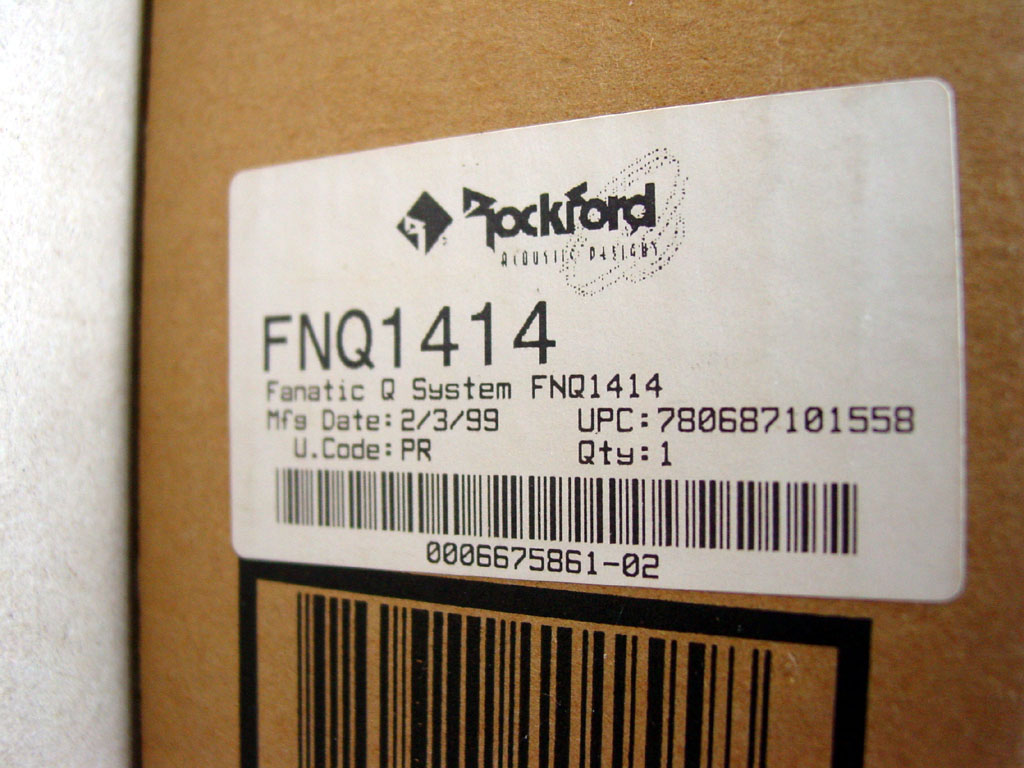 Rockford
ACOUSTIC DESIGNS
FNQ1414
Fanatic Q System FNQ1414
Mfg Date: 2/3/99 UPC: 780687101558
U.Code: PR Qty: 1
0006675861-02